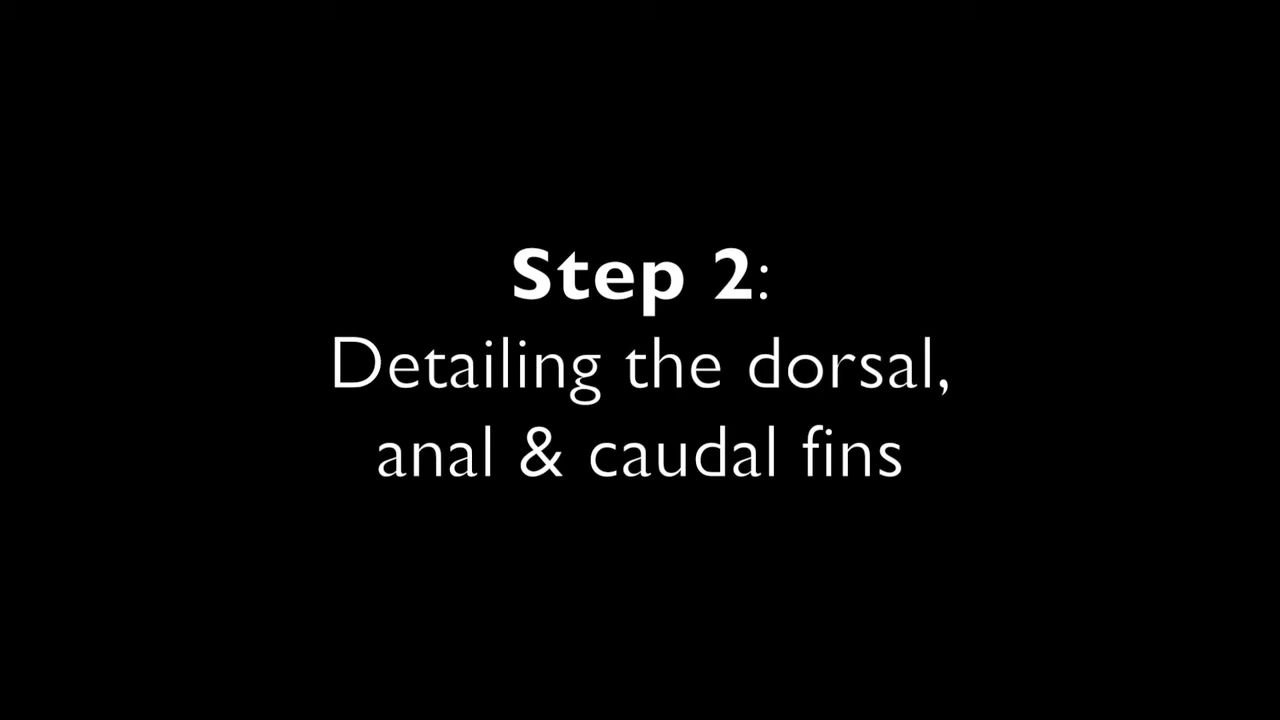 Step 2:
Detailing the dorsal,
anal & caudal fins